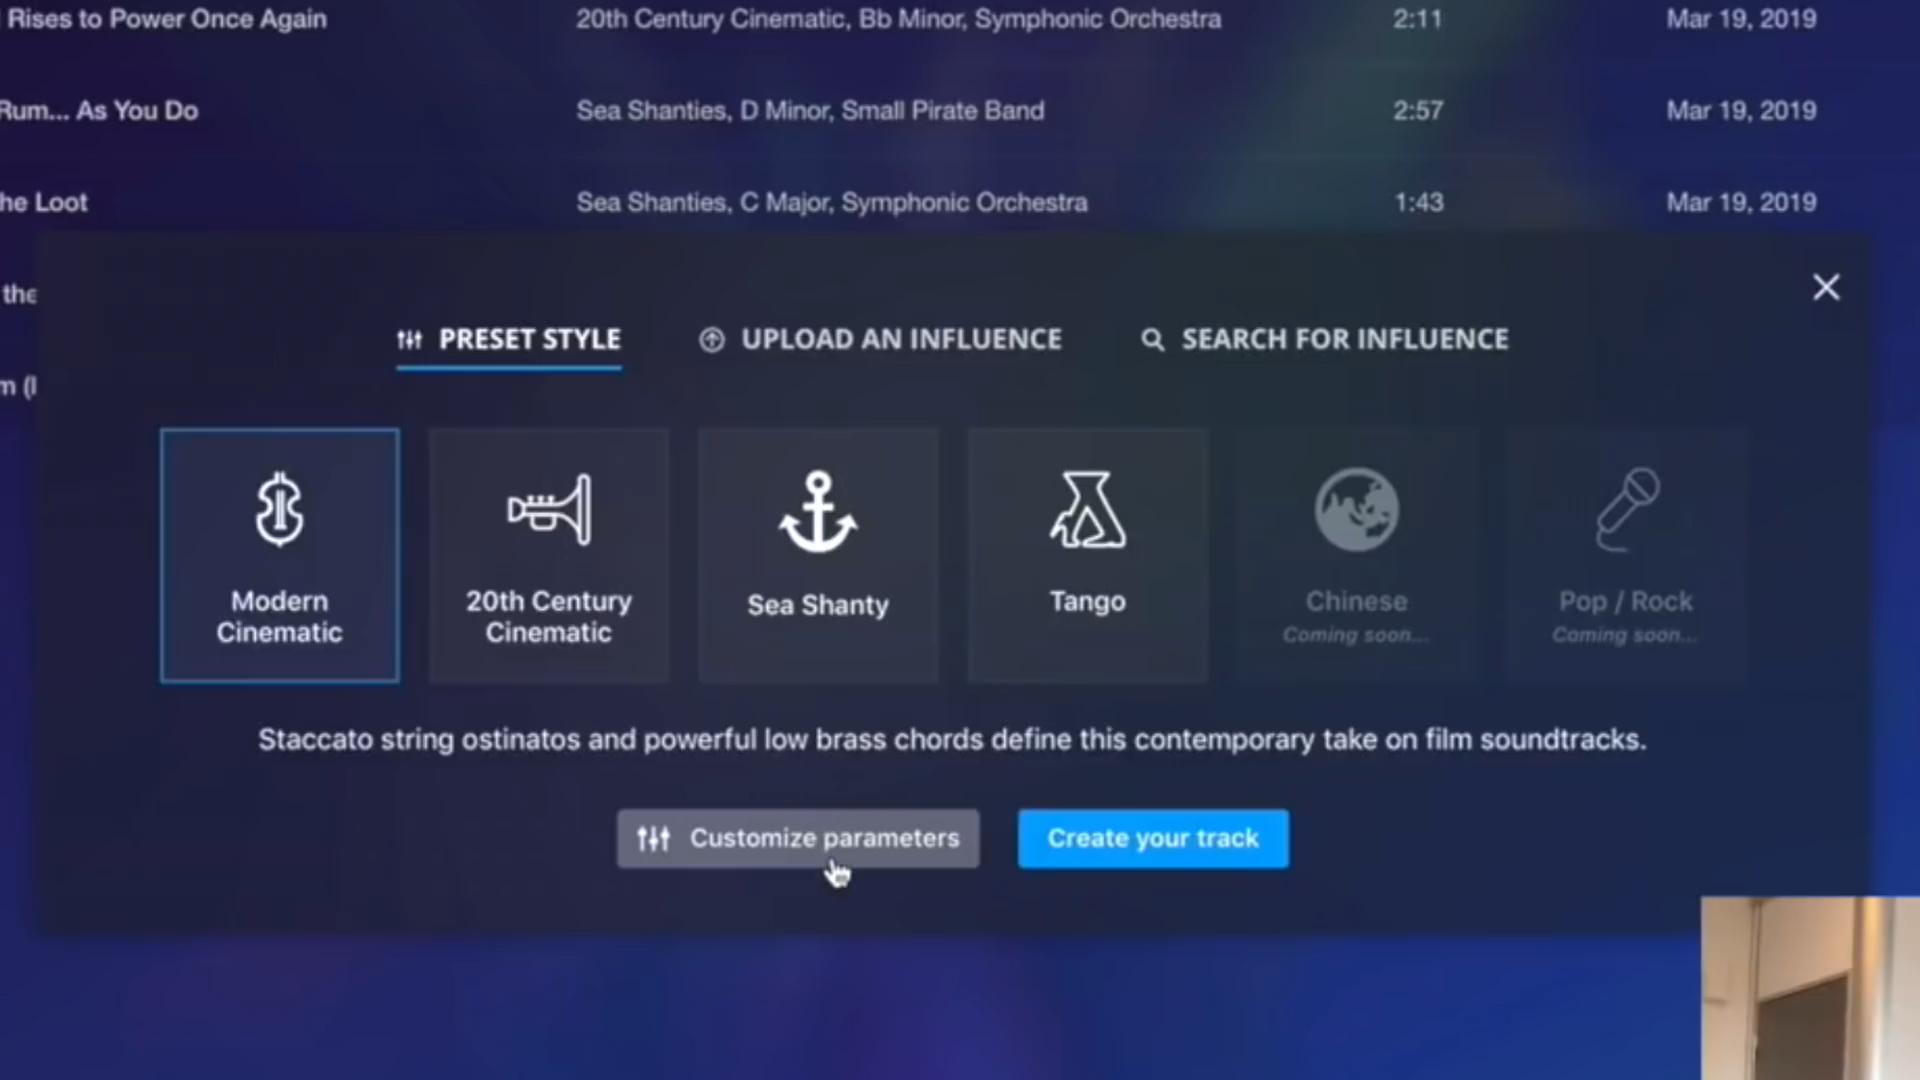 Rises to Power Once Again
20th Century Cinematic, Bb Minor, Symphonic Orchestra
2:11
Mar 19, 2019
Rum... As You Do
Sea Shanties, D Minor, Small Pirate Band
2:57
Mar 19, 2019
he Loot
Sea Shanties, C Major, Symphonic Orchestra
1:43
Mar 19, 2019
the
m (
PRESET STYLE
UPLOAD AN INFLUENCE
SEARCH FOR INFLUENCE
Modern
Cinematic
20th Century
Cinematic
Sea Shanty
Tango
Chinese
Coming soon...
Pop / Rock
Coming soon...
Staccato string ostinatos and powerful low brass chords define this contemporary take on film soundtracks.
Customize parameters
Create your track